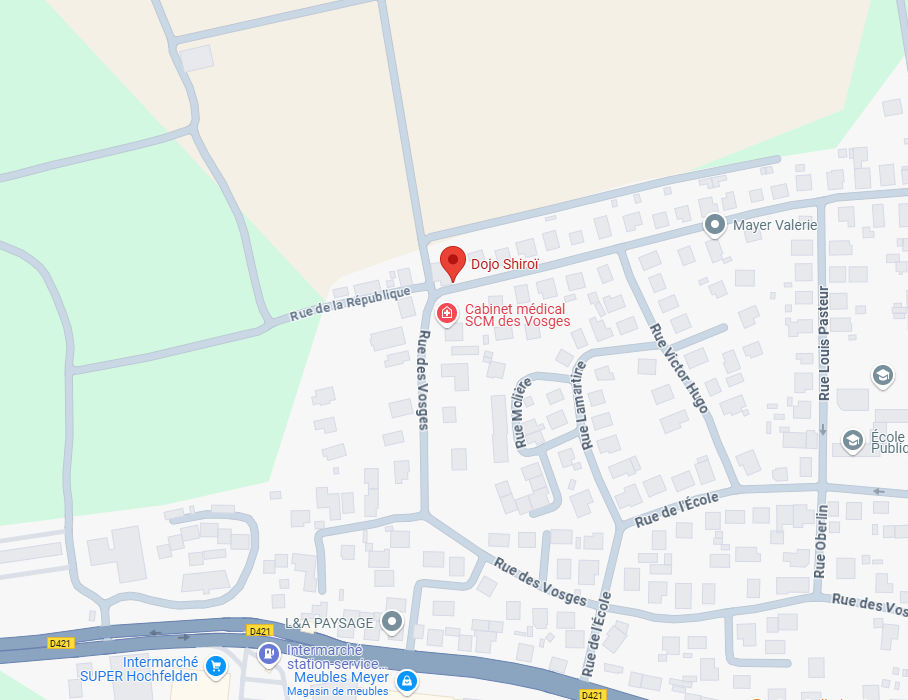 Mayer Valerie
Dojo Shiroï
Rue de la République
Cabinet médical
SCM des Vosges
Rue des Vosges
Rue Victor Hugo
Rue Louis Pasteur
Rue Molière
Rue Lamartine
École
Public
Rue de l'École
Rue Oberlin
Rue des Vosges
Rue des Vos
Rue de l'École
L&A PAYSAGE
D421
D421
Intermarché
SUPER Hochfelden
Intermarché
station-service...
Meubles Meyer
Magasin de meubles
D421